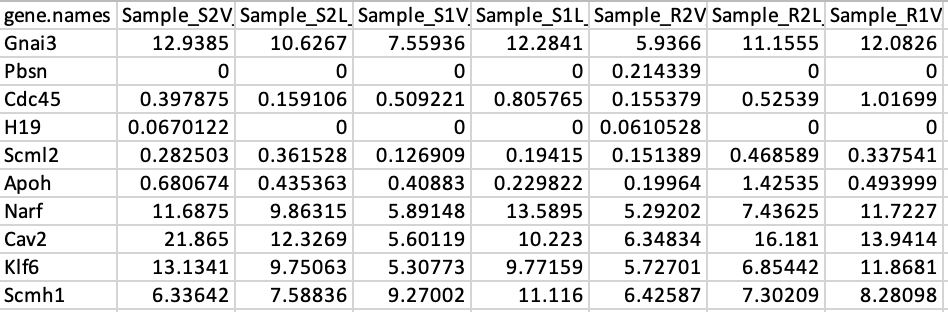 gene.names Sample_S2V_ Sample_S2L_ Sample_S1V_ Sample_S1L_ Sample_R2V_ Sample_R2L_ Sample_R1V
Gnai3 12.9385 10.6267 7.55936 12.2841 5.9366 11.1555 12.0826
Pbsn 0 0 0 0 0.214339 0 0
Cdc45 0.397875 0.159106 0.509221 0.805765 0.155379 0.52539 1.01699
H19 0.0670122 0 0 0 0.0610528 0 0
Scml2 0.282503 0.361528 0.126909 0.19415 0.151389 0.468589 0.337541
Apoh 0.680674 0.435363 0.40883 0.229822 0.19964 1.42535 0.493999
Narf 11.6875 9.86315 5.89148 13.5895 5.29202 7.43625 11.7227
Cav2 21.865 12.3269 5.60119 10.223 6.34834 16.181 13.9414
Klf6 13.1341 9.75063 5.30773 9.77159 5.72701 6.85442 11.8681
Scmh1 6.33642 7.58836 9.27002 11.116 6.42587 7.30209 8.28098